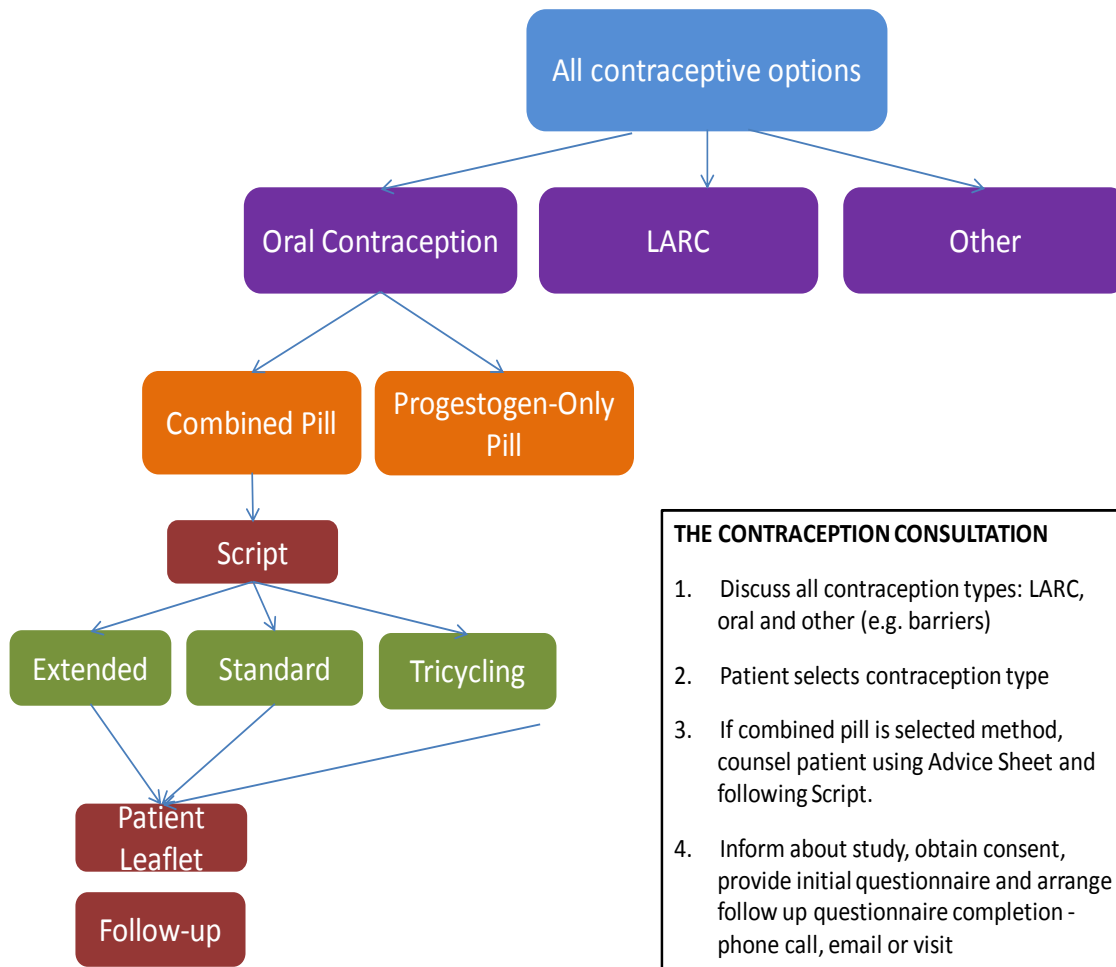 All contraceptive options
Oral Contraception
LARC
Other
Combined Pill
Progestogen-Only
Pill
Script
Extended
Standard
Tricycling
Patient
Leaflet
Follow-up
THE CONTRACEPTION CONSULTATION
1. Discuss all contraception types: LARC,
oral and other (e.g. barriers)
2. Patient selects contraception type
3. If combined pill is selected method,
counsel patient using Advice Sheet and
following Script.
4. Inform about study, obtain consent,
provide initial questionnaire and arrange
follow up questionnaire completion -
phone call, email or visit